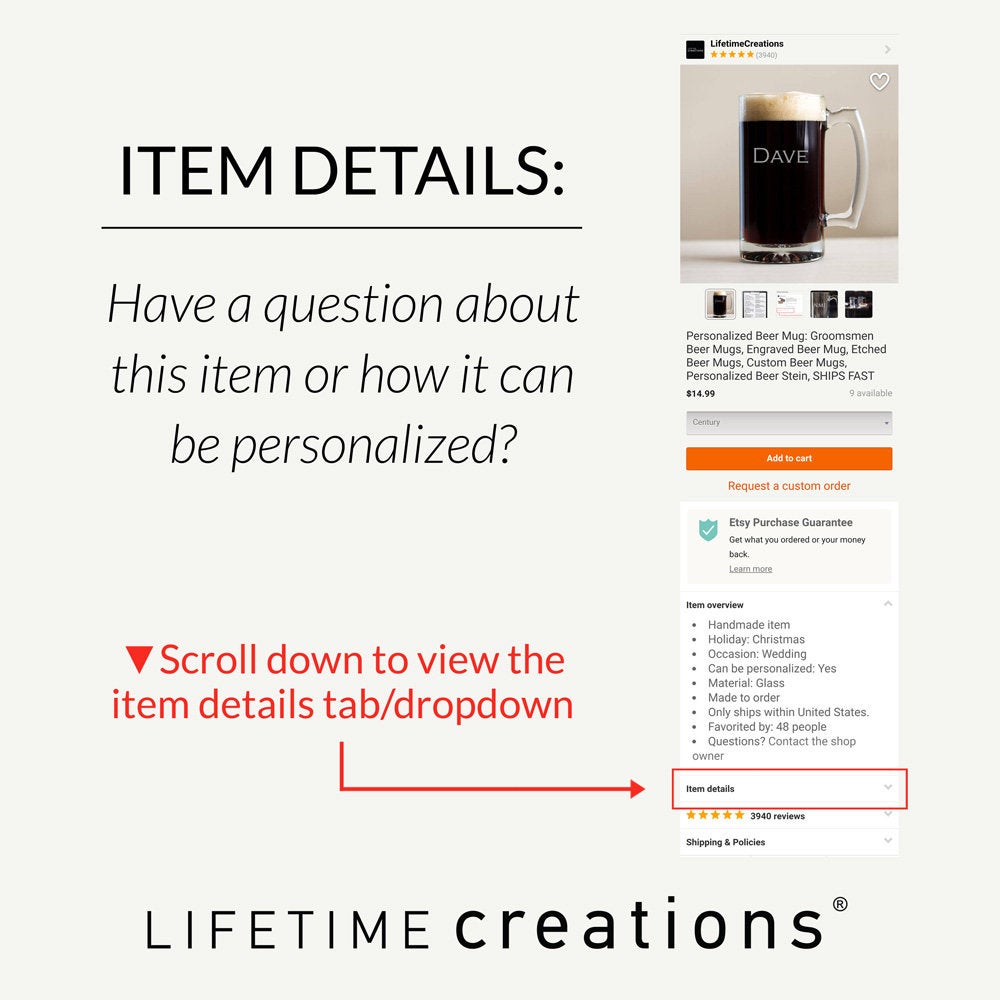 ITEM DETAILS:
Have a question about
this item or how it can
be personalized?
▼Scroll down to view the
item details tab/dropdown
LifetimeCreations
(3940)
DAVE
Personalized Beer Mug: Groomsmen
Beer Mugs, Engraved Beer Mug, Etched
Beer Mugs, Custom Beer Mugs,
Personalized Beer Stein, SHIPS FAST
$14.99 9 available
Century
Add to cart
Request a custom order
Etsy Purchase Guarantee
Get what you ordered or your money
back.
Learn more
Item overview
• Handmade item
• Holiday: Christmas
• Occasion: Wedding
• Can be personalized: Yes
• Material: Glass
• Made to order
• Only ships within United States.
• Favorited by: 48 people
• Questions? Contact the shop
owner
Item details
3940 reviews
Shipping & Policies
LIFETIME creations®